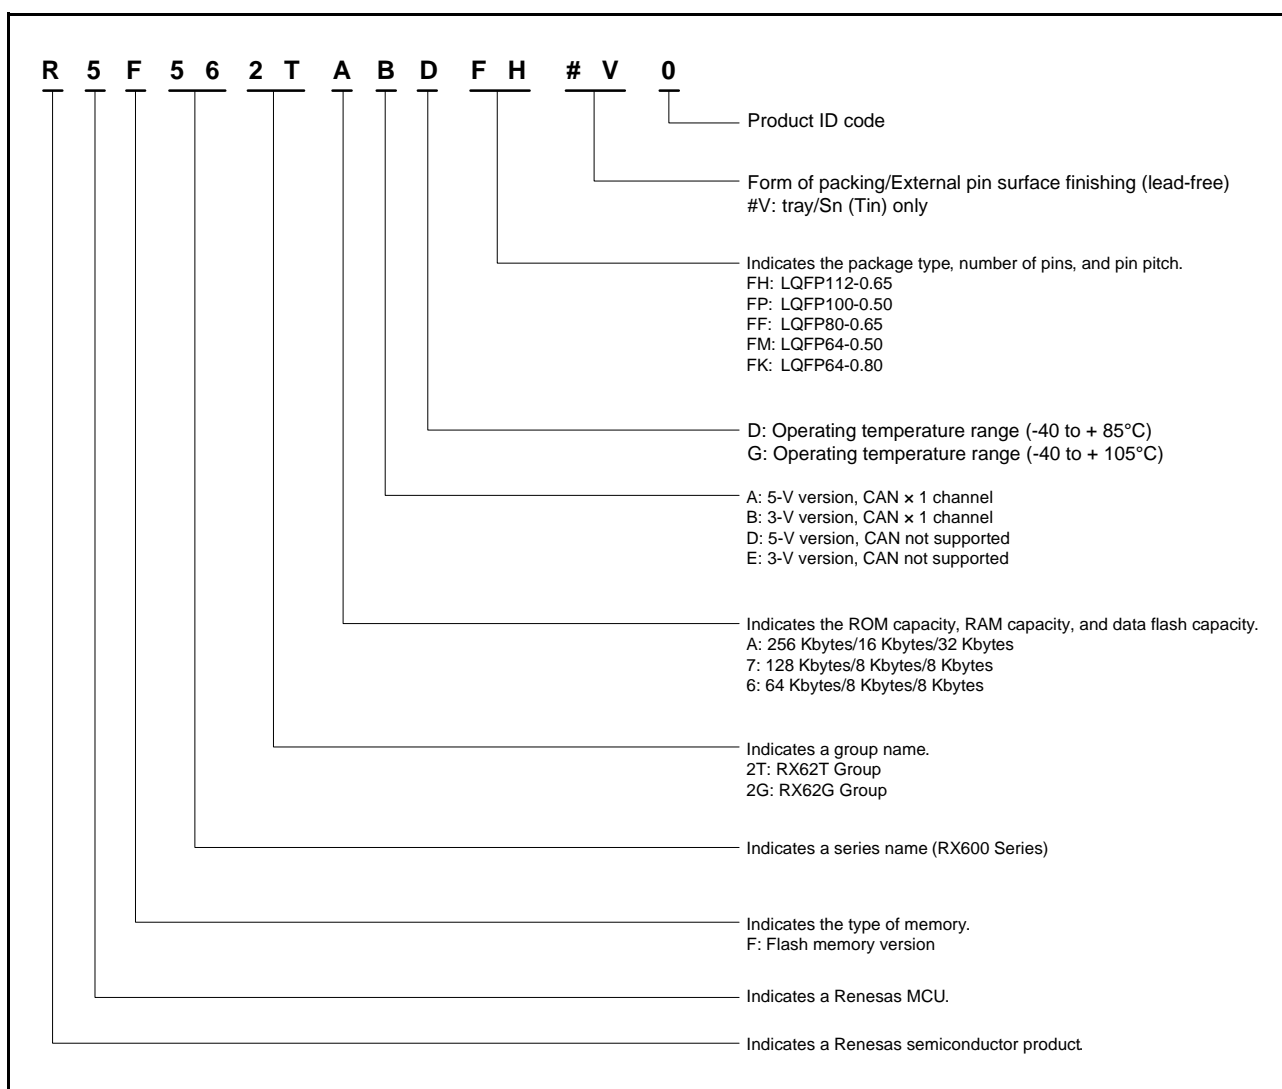 R 5 F 5 6 2 T A B D F H # V 0
Product ID code
Form of packing/External pin surface finishing (lead-free)
#V: tray/Sn (Tin) only
Indicates the package type, number of pins, and pin pitch.
FH: LQFP112-0.65
FP: LQFP100-0.50
FF: LQFP80-0.65
FM: LQFP64-0.50
FK: LQFP64-0.80
D: Operating temperature range (-40 to + 85°C)
G: Operating temperature range (-40 to + 105°C)
A: 5-V version, CAN × 1 channel
B: 3-V version, CAN × 1 channel
D: 5-V version, CAN not supported
E: 3-V version, CAN not supported
Indicates the ROM capacity, RAM capacity, and data flash capacity.
A: 256 Kbytes/16 Kbytes/32 Kbytes
7: 128 Kbytes/8 Kbytes/8 Kbytes
6: 64 Kbytes/8 Kbytes/8 Kbytes
Indicates a group name.
2T: RX62T Group
2G: RX62G Group
Indicates a series name (RX600 Series)
Indicates the type of memory.
F: Flash memory version
Indicates a Renesas MCU.
Indicates a Renesas semiconductor product.